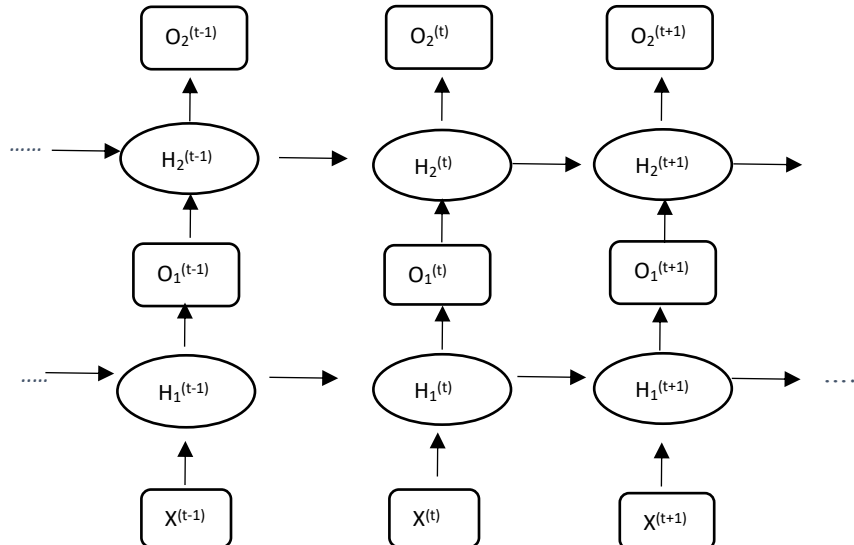 O₂⁽ᵗ⁻¹⁾ O₂⁽ᵗ⁾ O₂⁽ᵗ⁺¹⁾
...... H₂⁽ᵗ⁻¹⁾ H₂⁽ᵗ⁾ H₂⁽ᵗ⁺¹⁾
O₁⁽ᵗ⁻¹⁾ O₁⁽ᵗ⁾ O₁⁽ᵗ⁺¹⁾
..... H₁⁽ᵗ⁻¹⁾ H₁⁽ᵗ⁾ H₁⁽ᵗ⁺¹⁾ ....
X⁽ᵗ⁻¹⁾ X⁽ᵗ⁾ X⁽ᵗ⁺¹⁾